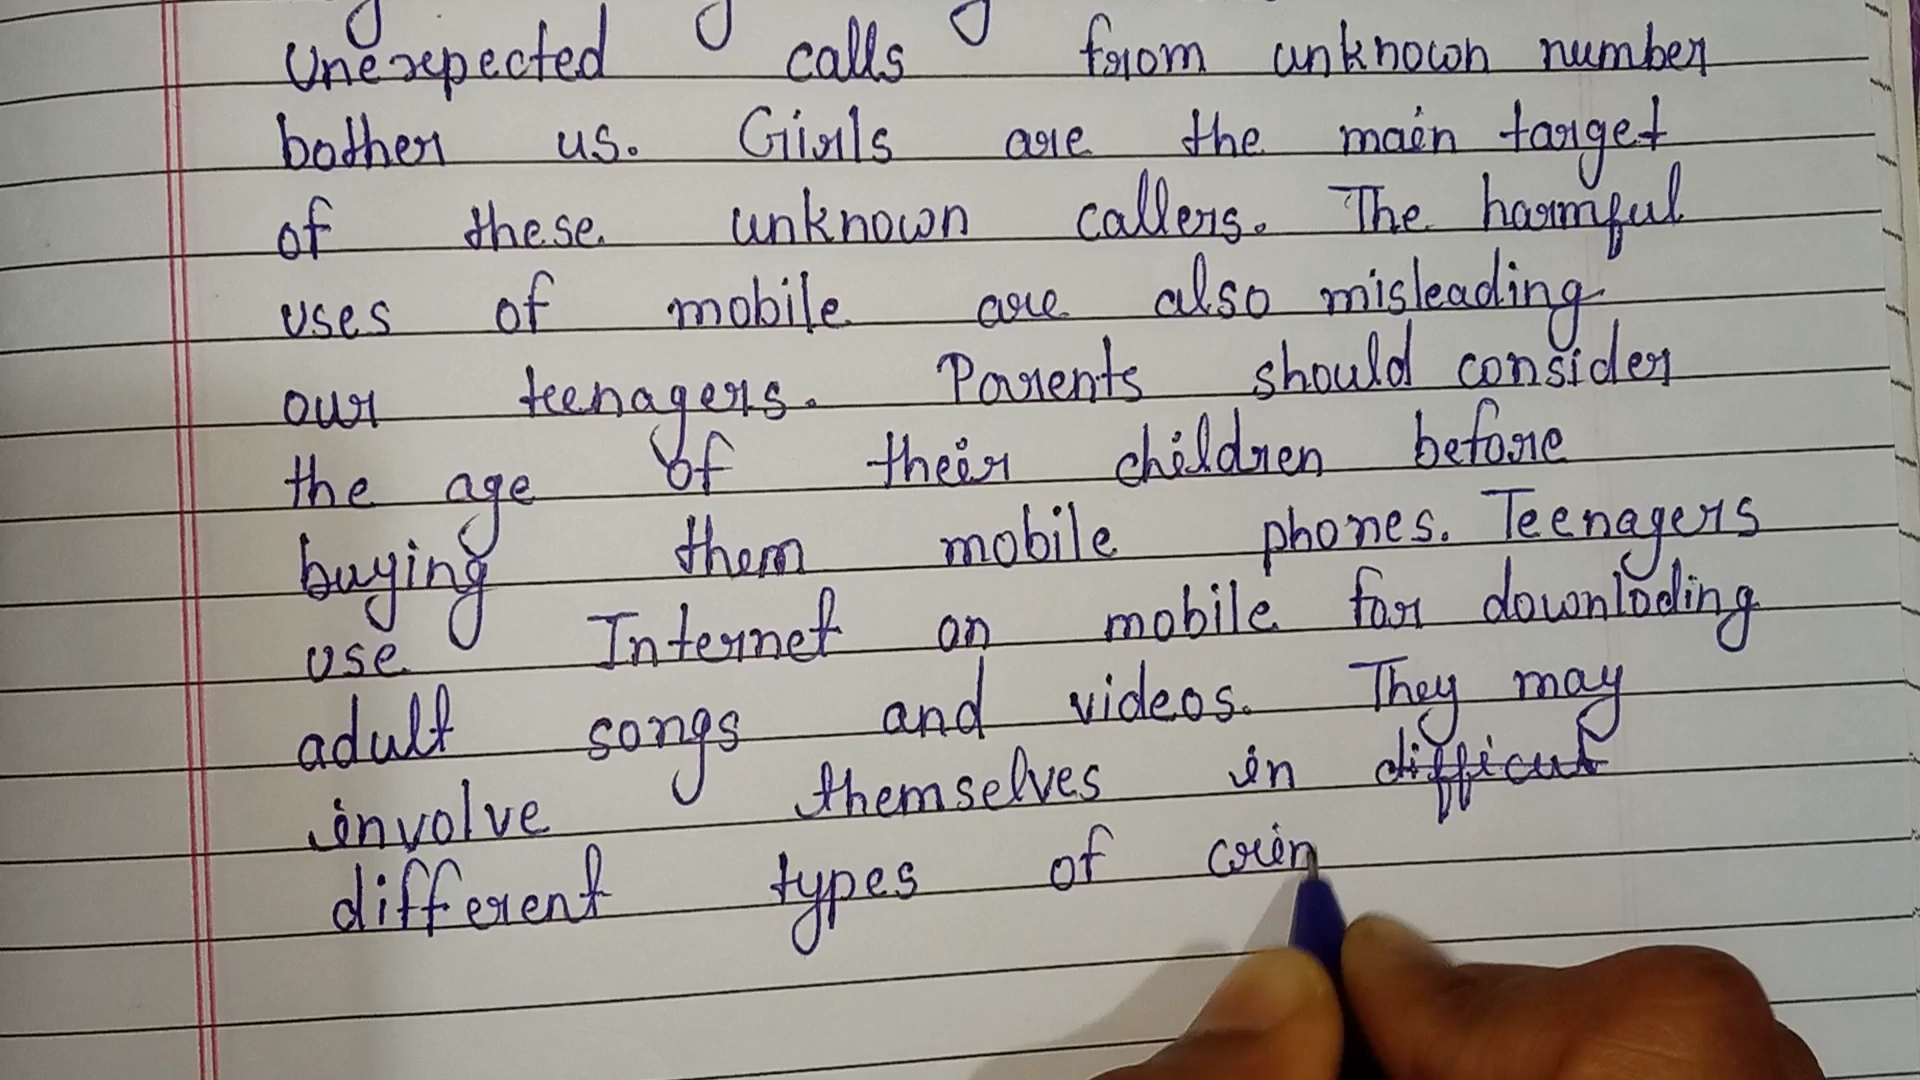 Unexepected calls from unknown number
bother us. Girls are the main target
of these unknown callers. The harmful
uses of mobile are also misleading
our teenagers. Parents should consider
the age of their children before
buying them mobile phones. Teenagers
use Internet on mobile for downloding
adult songs and videos. They may
involve themselves in difficut
different types of crim